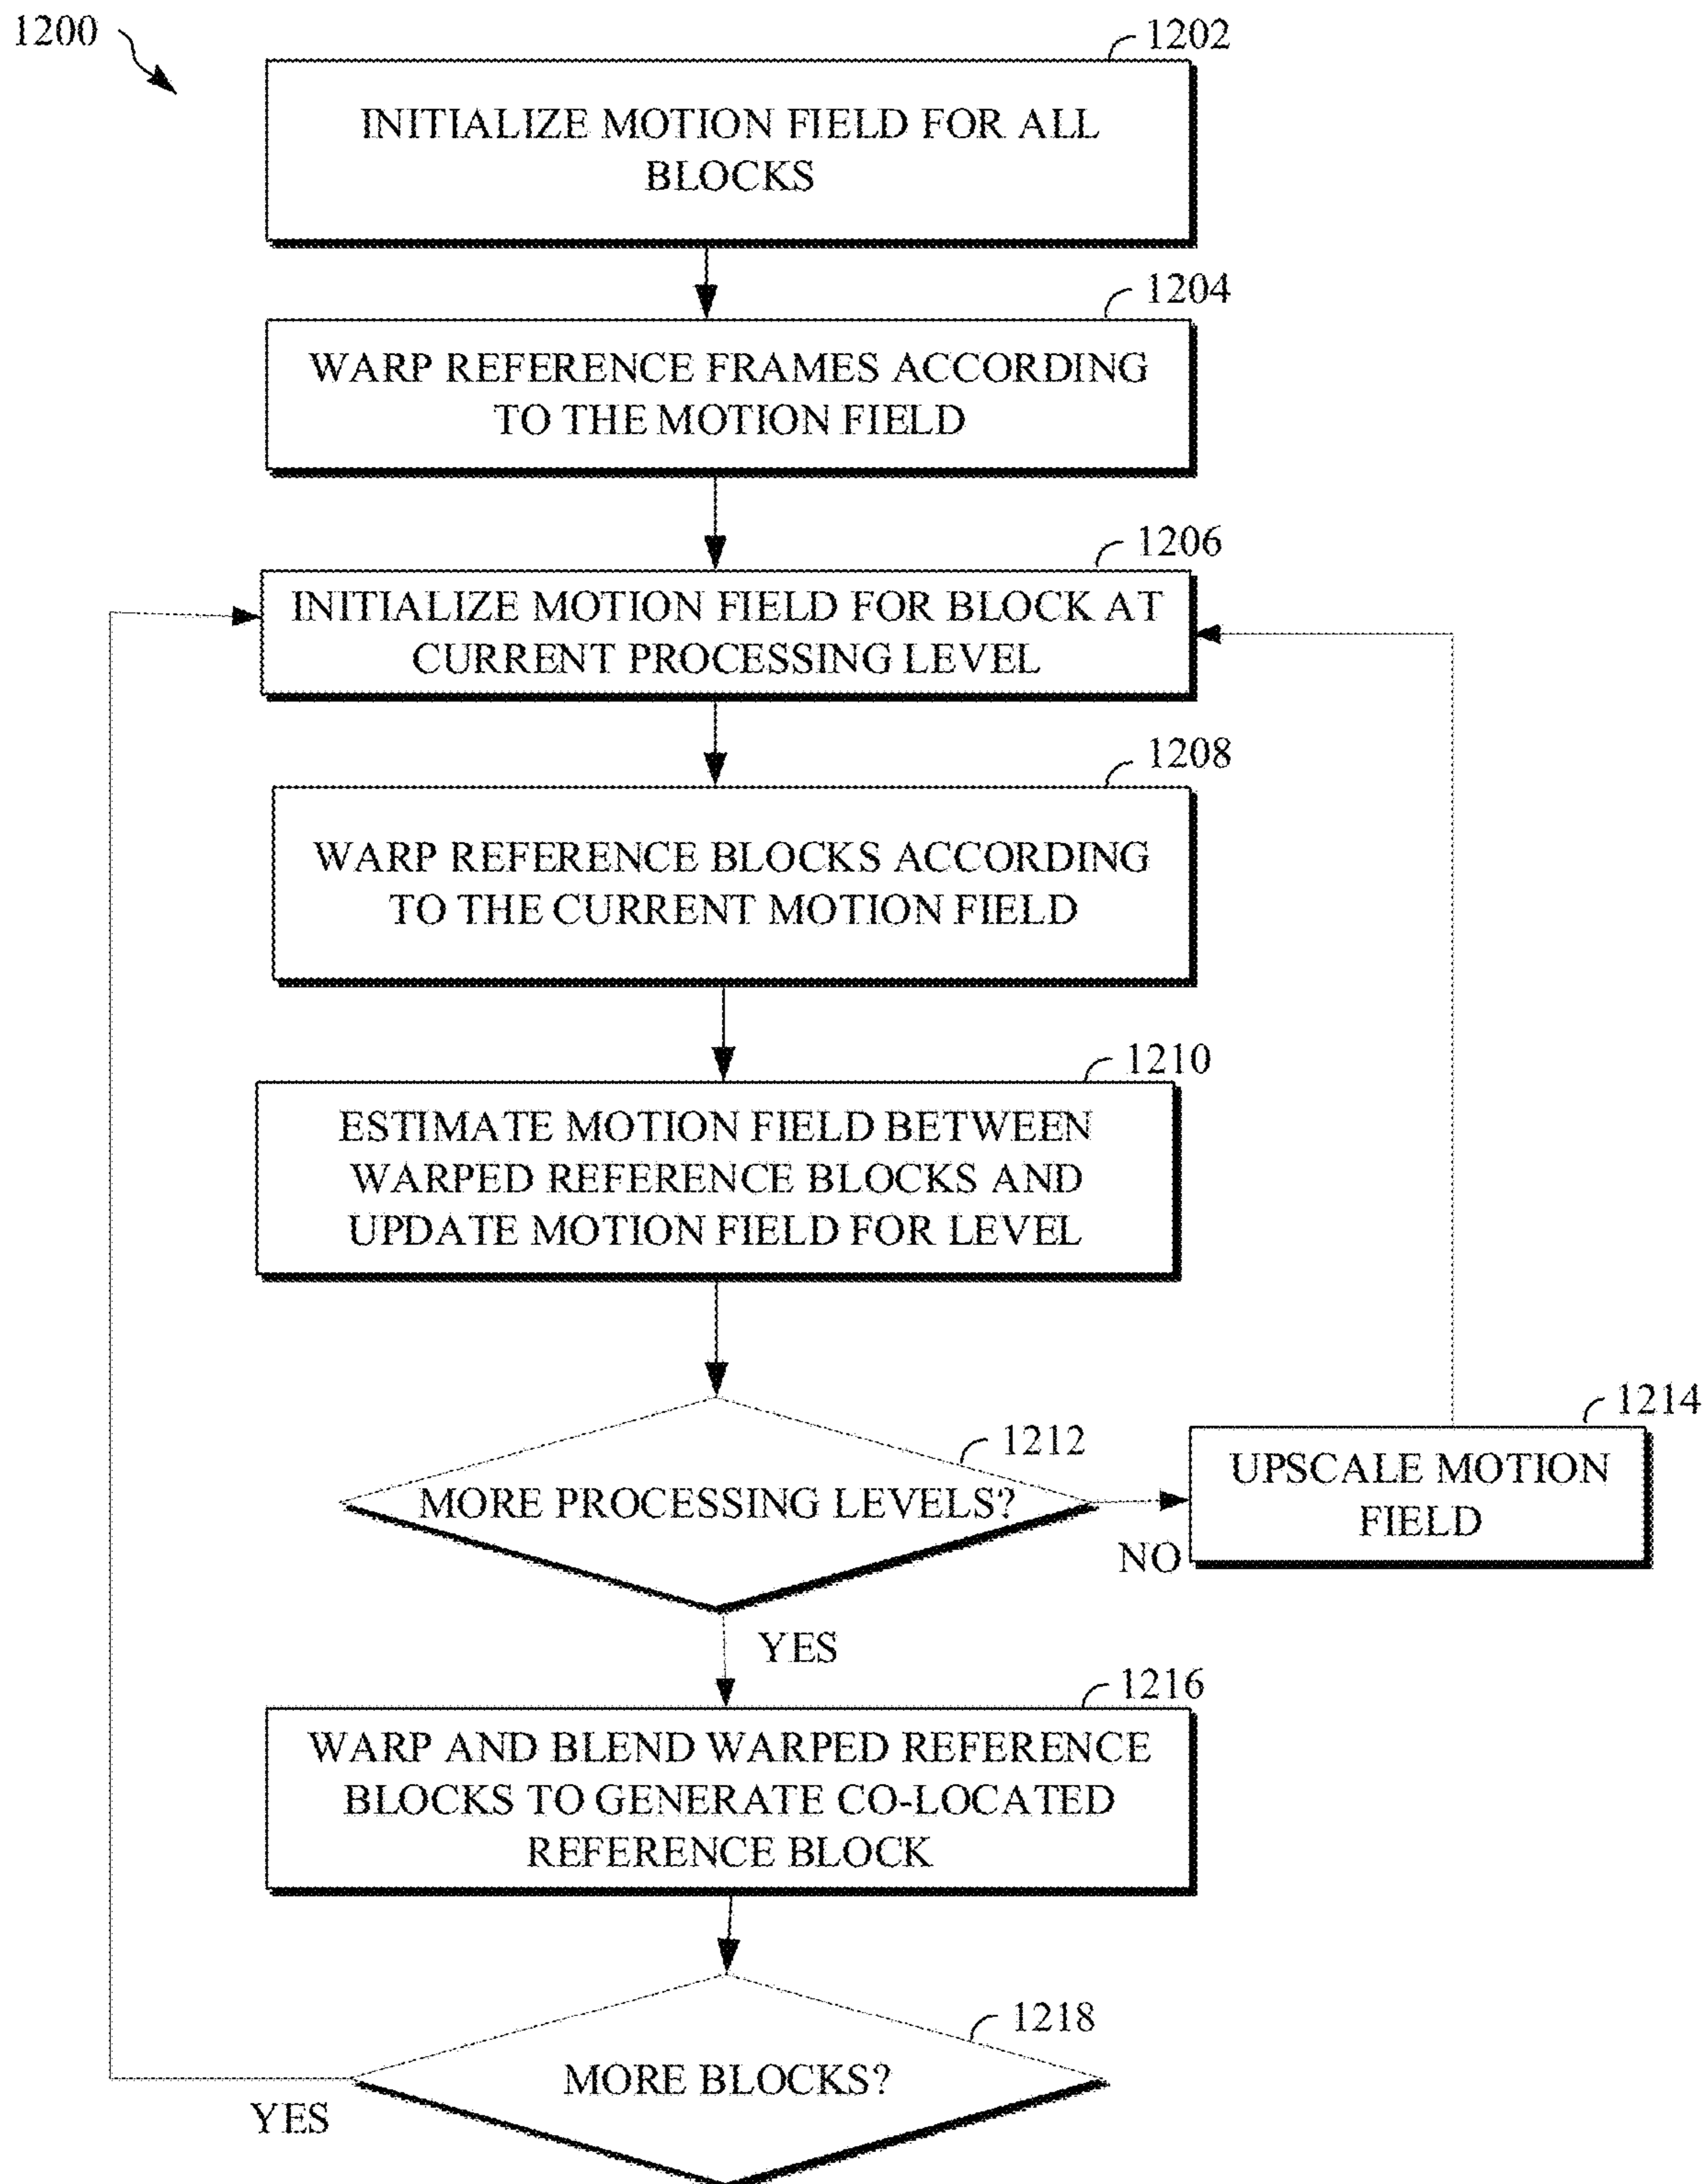 1200
1202
INITIALIZE MOTION FIELD FOR ALL
BLOCKS
1204
WARP REFERENCE FRAMES ACCORDING
TO THE MOTION FIELD
1206
INITIALIZE MOTION FIELD FOR BLOCK AT
CURRENT PROCESSING LEVEL
1208
WARP REFERENCE BLOCKS ACCORDING
TO THE CURRENT MOTION FIELD
1210
ESTIMATE MOTION FIELD BETWEEN
WARPED REFERENCE BLOCKS AND
UPDATE MOTION FIELD FOR LEVEL
1212
MORE PROCESSING LEVELS?
NO
1214
UPSCALE MOTION
FIELD
YES
1216
WARP AND BLEND WARPED REFERENCE
BLOCKS TO GENERATE CO-LOCATED
REFERENCE BLOCK
1218
MORE BLOCKS?
YES